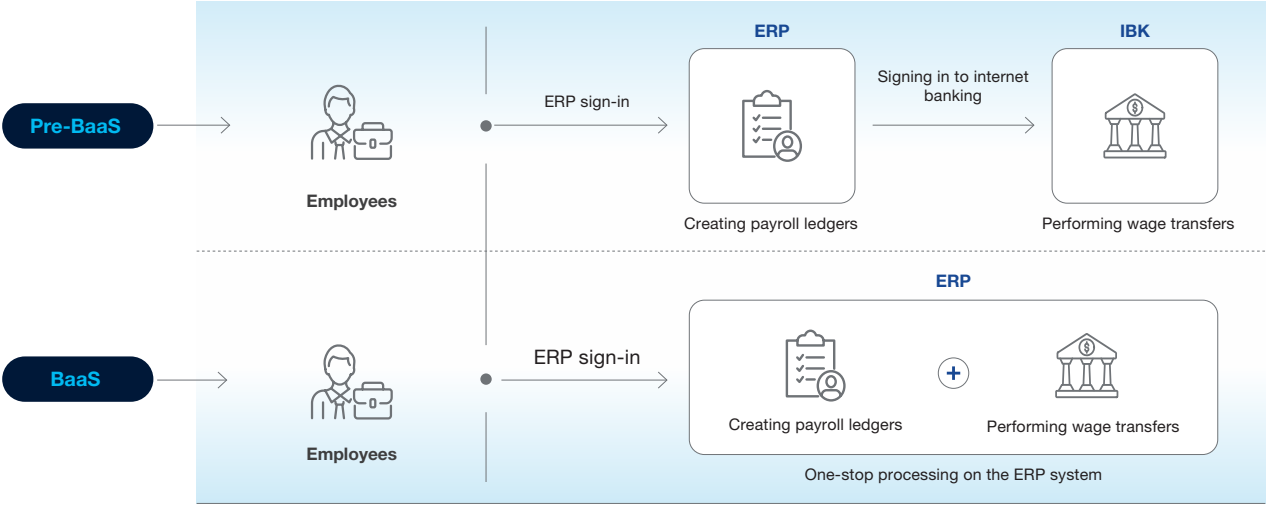 ERP
IBK
Pre-BaaS
Employees
ERP sign-in
Signing in to internet
banking
Creating payroll ledgers
Performing wage transfers
ERP
BaaS
Employees
ERP sign-in
Creating payroll ledgers
Performing wage transfers
One-stop processing on the ERP system